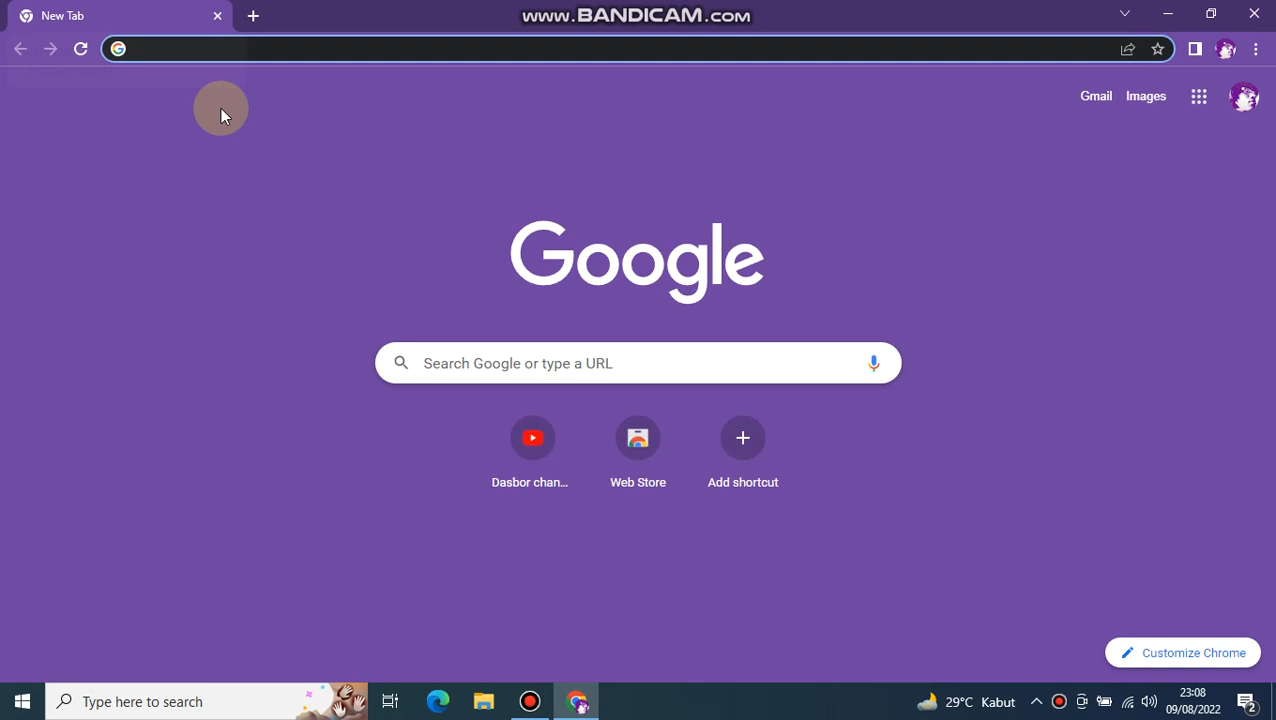 New Tab
www.BANDICAM.com
Gmail
Images
Google
Search Google or type a URL
Dasbor chan...
Web Store
Add shortcut
Customize Chrome
Type here to search
29°C Kabut
23:08
09/08/2022
2